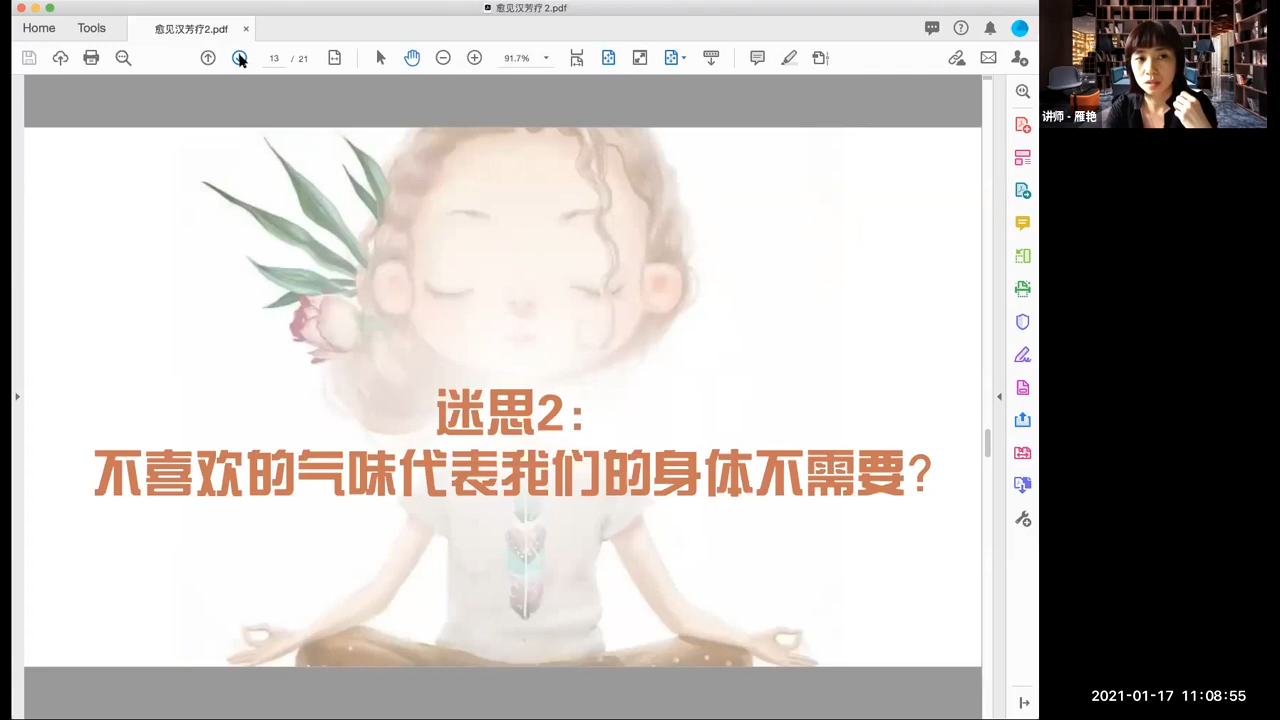 愈见汉芳疗 2.pdf
Home
Tools
愈见汉芳疗2.pdf
×
13 / 21
91.7%
讲师 - 雁艳
迷思2：
不喜欢的气味代表我们的身体不需要？
2021-01-17 11:08:55